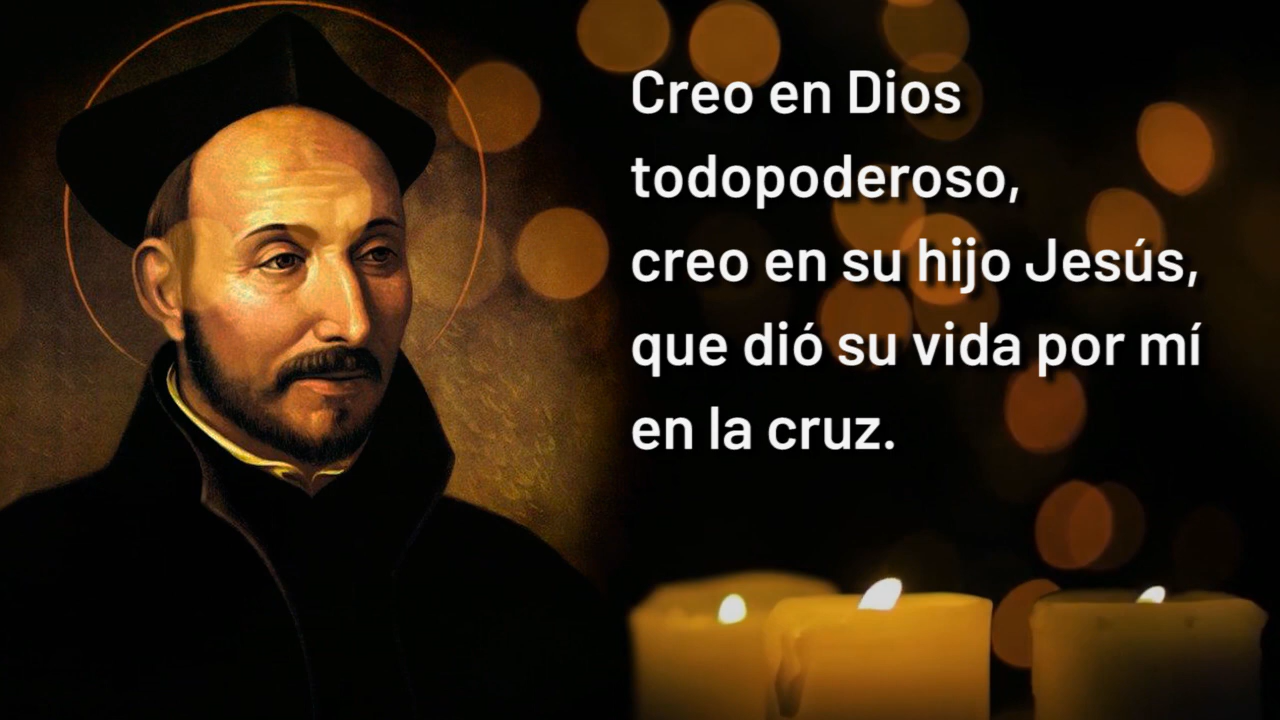 Creo en Dios
todopoderoso,
creo en su hijo Jesús,
que dió su vida por mí
en la cruz.